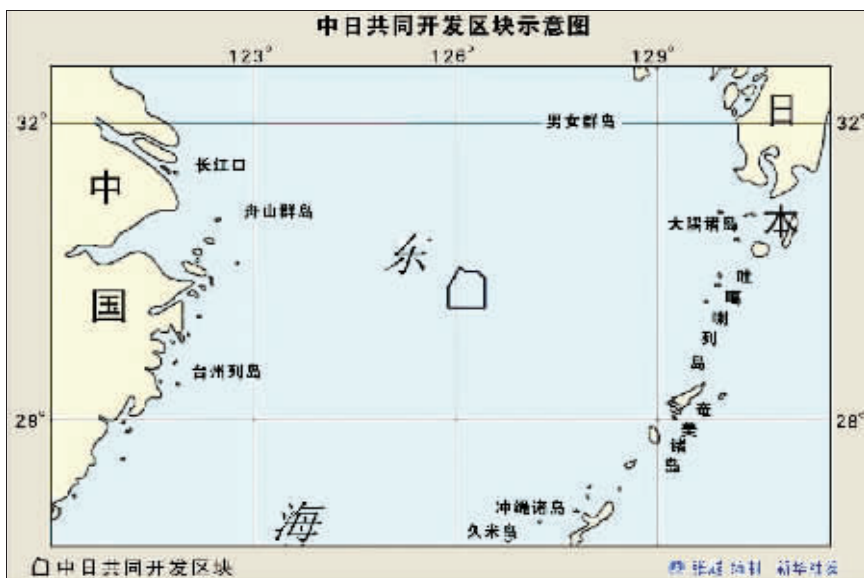 中日共同开发区块示意图
123° 126° 129°
32° 32°
男女群岛
日本
中国
长江口
舟山群岛
大隅诸岛
东海
吐噶喇列岛
台州列岛
28° 28°
奄美诸岛
冲绳诸岛
久米岛
中日共同开发区块
新华社发